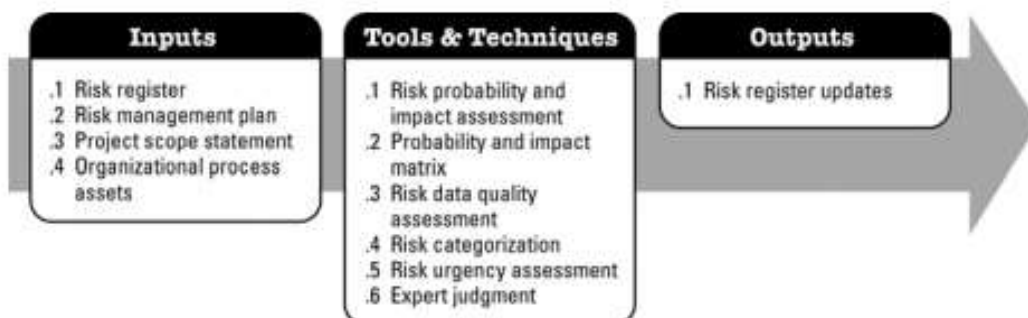 Inputs
.1 Risk register
.2 Risk management plan
.3 Project scope statement
.4 Organizational process
assets
Tools & Techniques
.1 Risk probability and
impact assessment
.2 Probability and impact
matrix
.3 Risk data quality
assessment
.4 Risk categorization
.5 Risk urgency assessment
.6 Expert judgment
Outputs
.1 Risk register updates